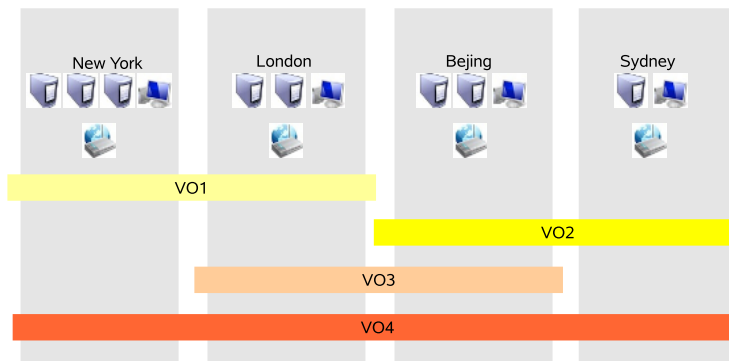 New York
London
Bejing
Sydney
VO1
VO2
VO3
VO4